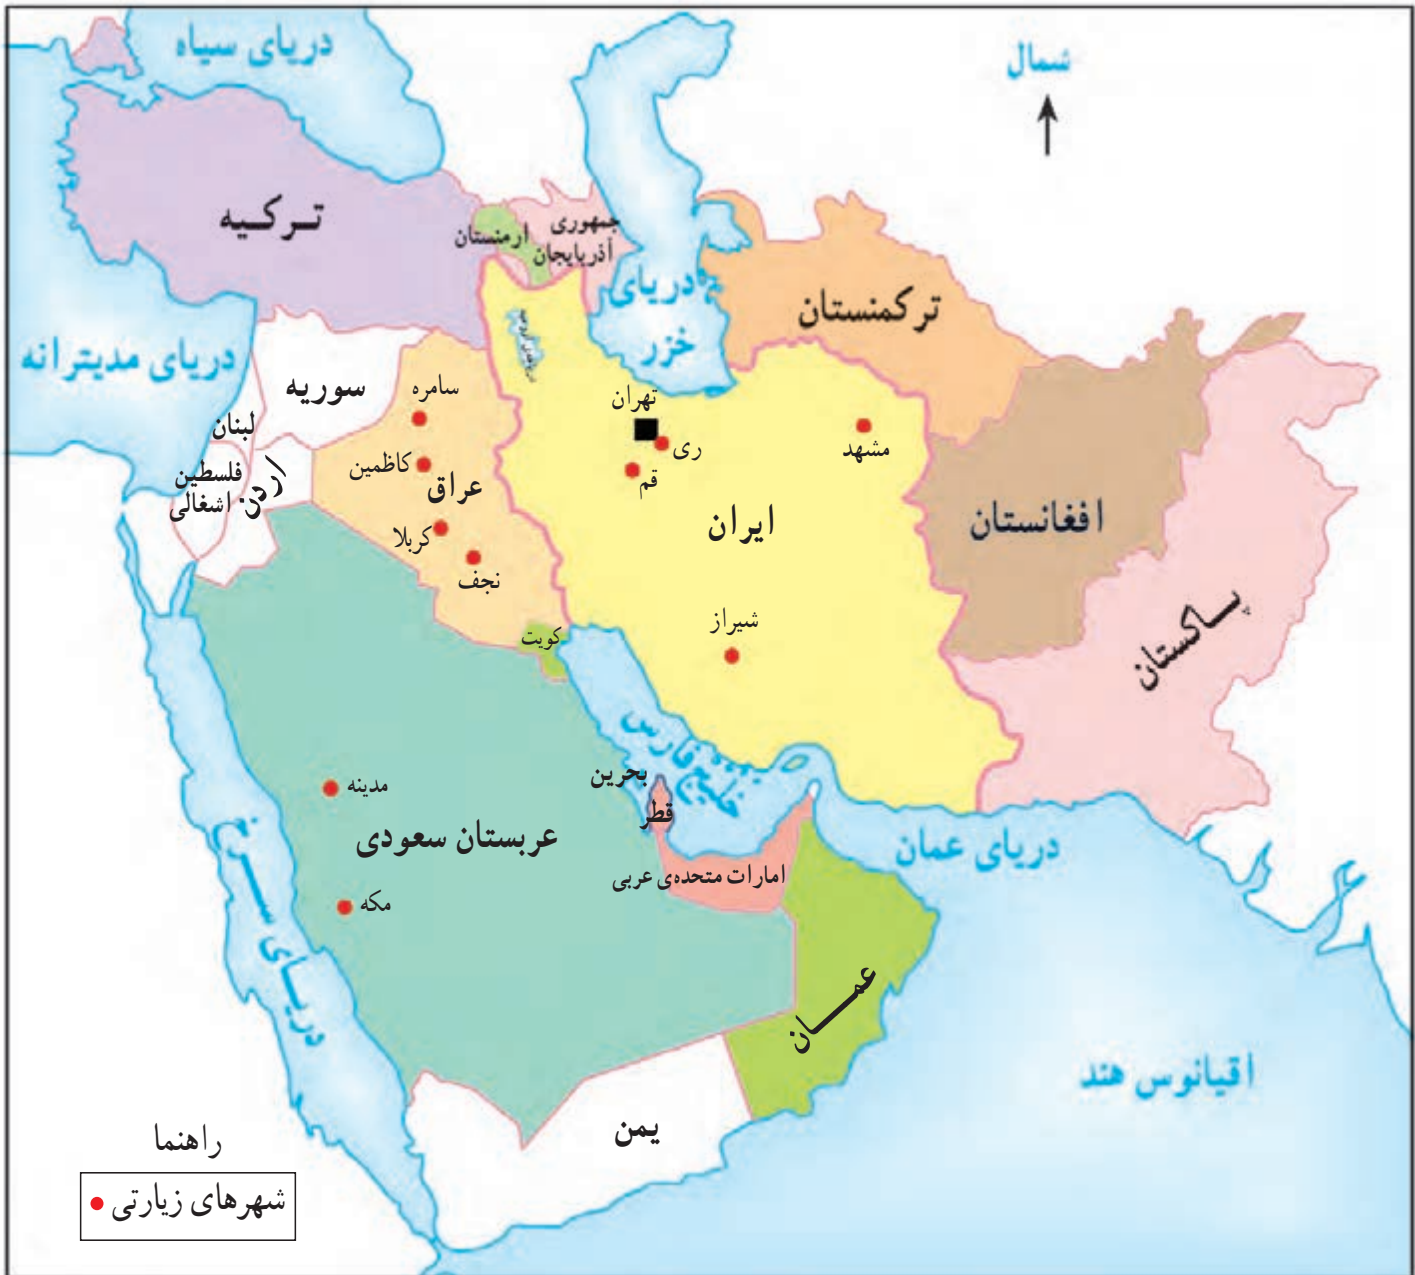 دریای سیاه
شمال
ترکیه
ارمنستان
جمهوری
آذربایجان
دریای
خزر
ترکمنستان
دریای مدیترانه
سوریه
لبنان
فلسطین
اشغالی
اردن
سامره
کاظمین
عراق
کربلا
نجف
کویت
تهران
ری
قم
مشهد
ایران
شیراز
افغانستان
پاکستان
خلیج فارس
بحرین
قطر
امارات متحده‌ی عربی
دریای عمان
مدینه
عربستان سعودی
مکه
دریای سرخ
عمان
یمن
اقیانوس هند
راهنما
شهرهای زیارتی